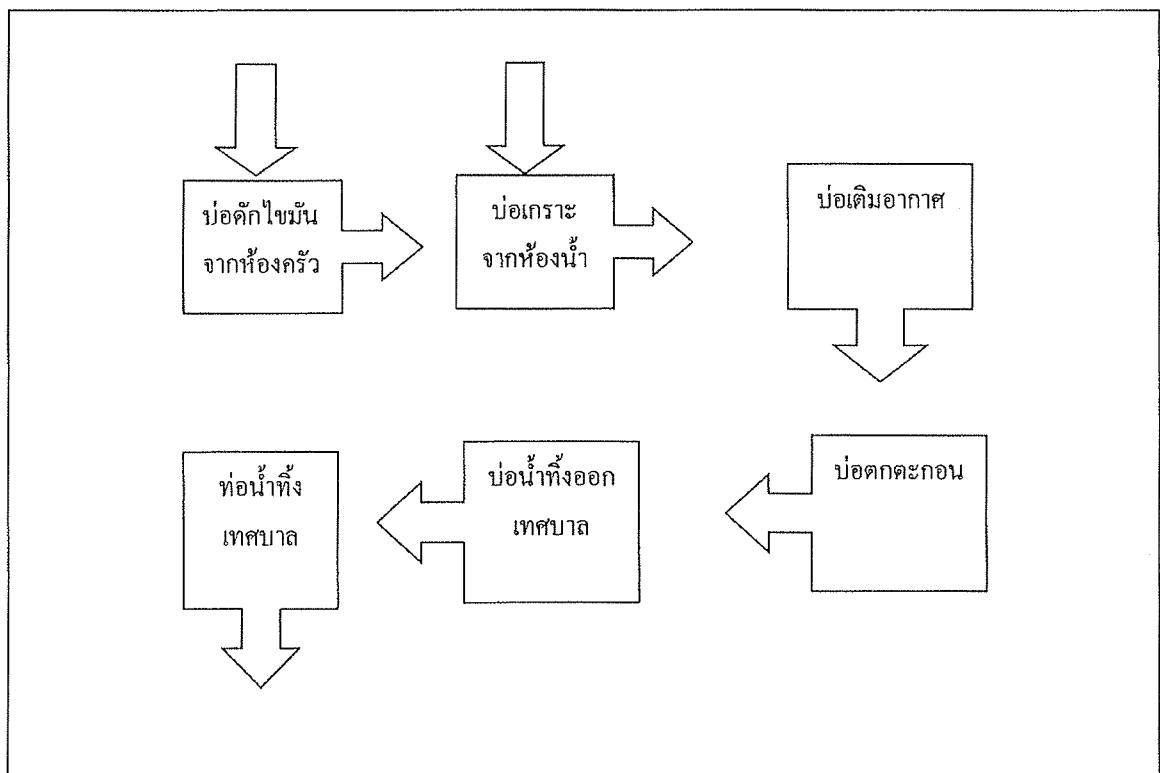 บ่อดักไขมัน
จากห้องครัว
บ่อเกราะ
จากห้องน้ำ
บ่อเติมอากาศ
ท่อน้ำทิ้ง
เทศบาล
บ่อน้ำทิ้งออก
เทศบาล
บ่อตกตะกอน